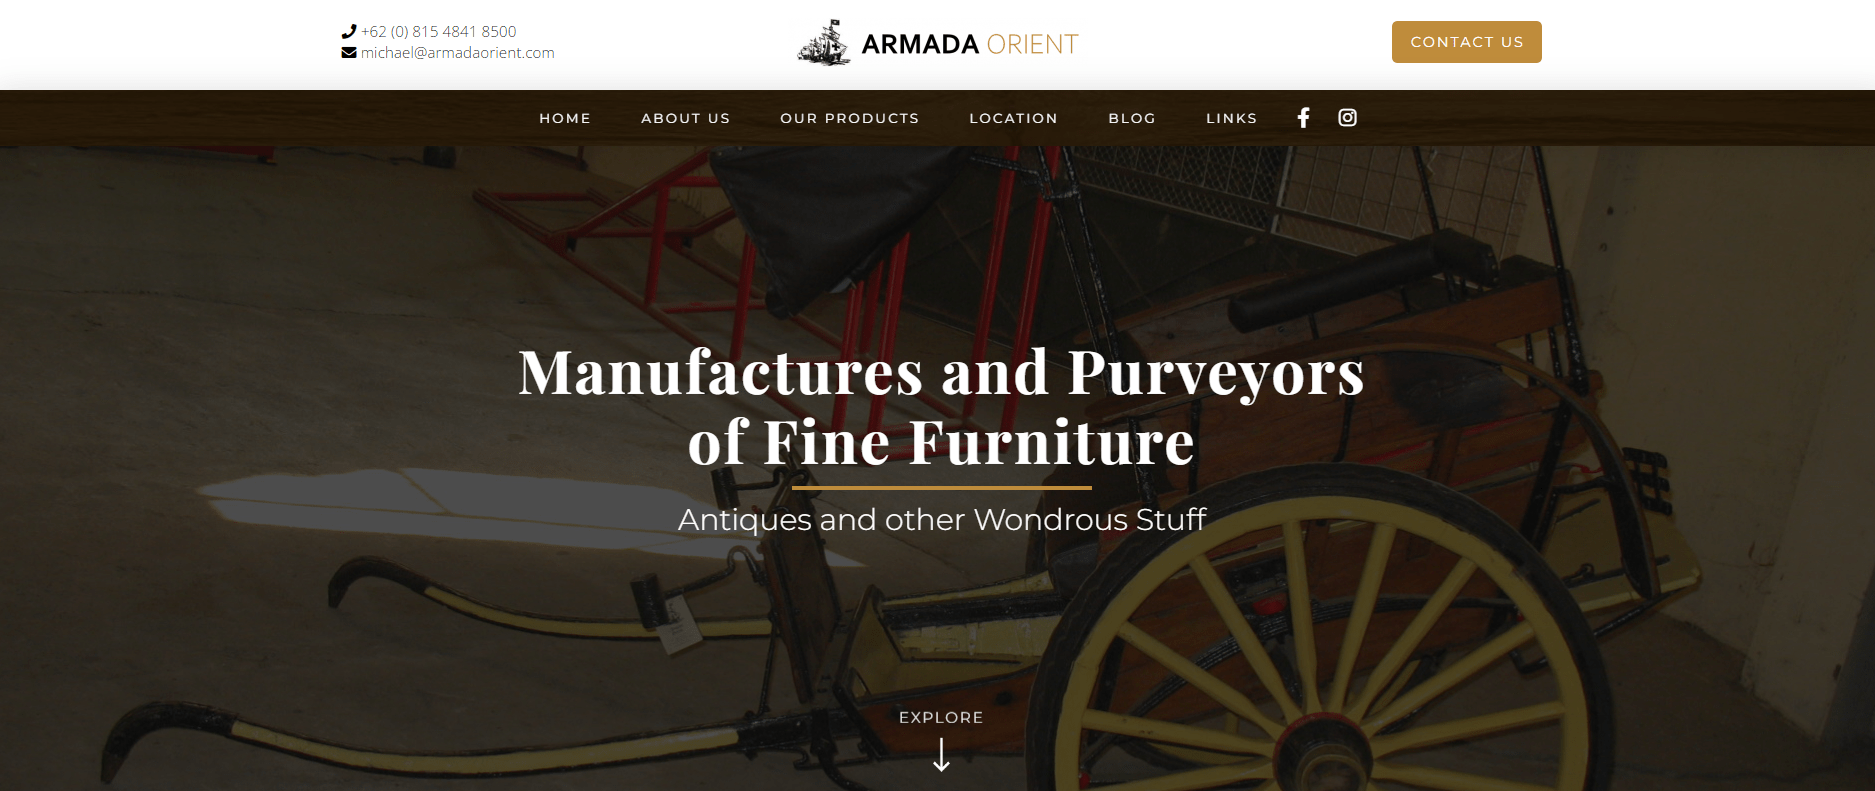 +62 (0) 815 4841 8500
michael@armadaorient.com
ARMADA ORIENT
CONTACT US
HOME ABOUT US OUR PRODUCTS LOCATION BLOG LINKS
Manufactures and Purveyors
of Fine Furniture
Antiques and other Wondrous Stuff
EXPLORE